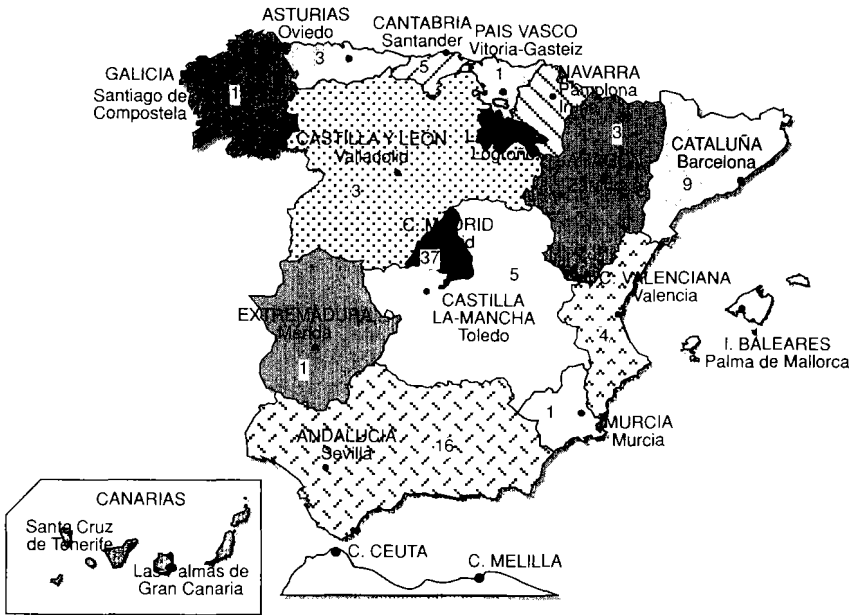 ASTURIAS
Oviedo
3
CANTABRIA
Santander
5
PAIS VASCO
Vitoria-Gasteiz
1
NAVARRA
Pamplona
GALICIA
Santiago de
Compostela
1
CASTILLA Y LEÓN
Valladolid
3
Logroño
3
CATALUÑA
Barcelona
9
C. MADRID
37
5
CASTILLA
LA-MANCHA
Toledo
C. VALENCIANA
Valencia
4
I. BALEARES
Palma de Mallorca
EXTREMADURA
Mérida
1
1
MURCIA
Murcia
ANDALUCIA
Sevilla
16
CANARIAS
Santa Cruz
de Tenerife
Las Palmas de
Gran Canaria
C. CEUTA
C. MELILLA